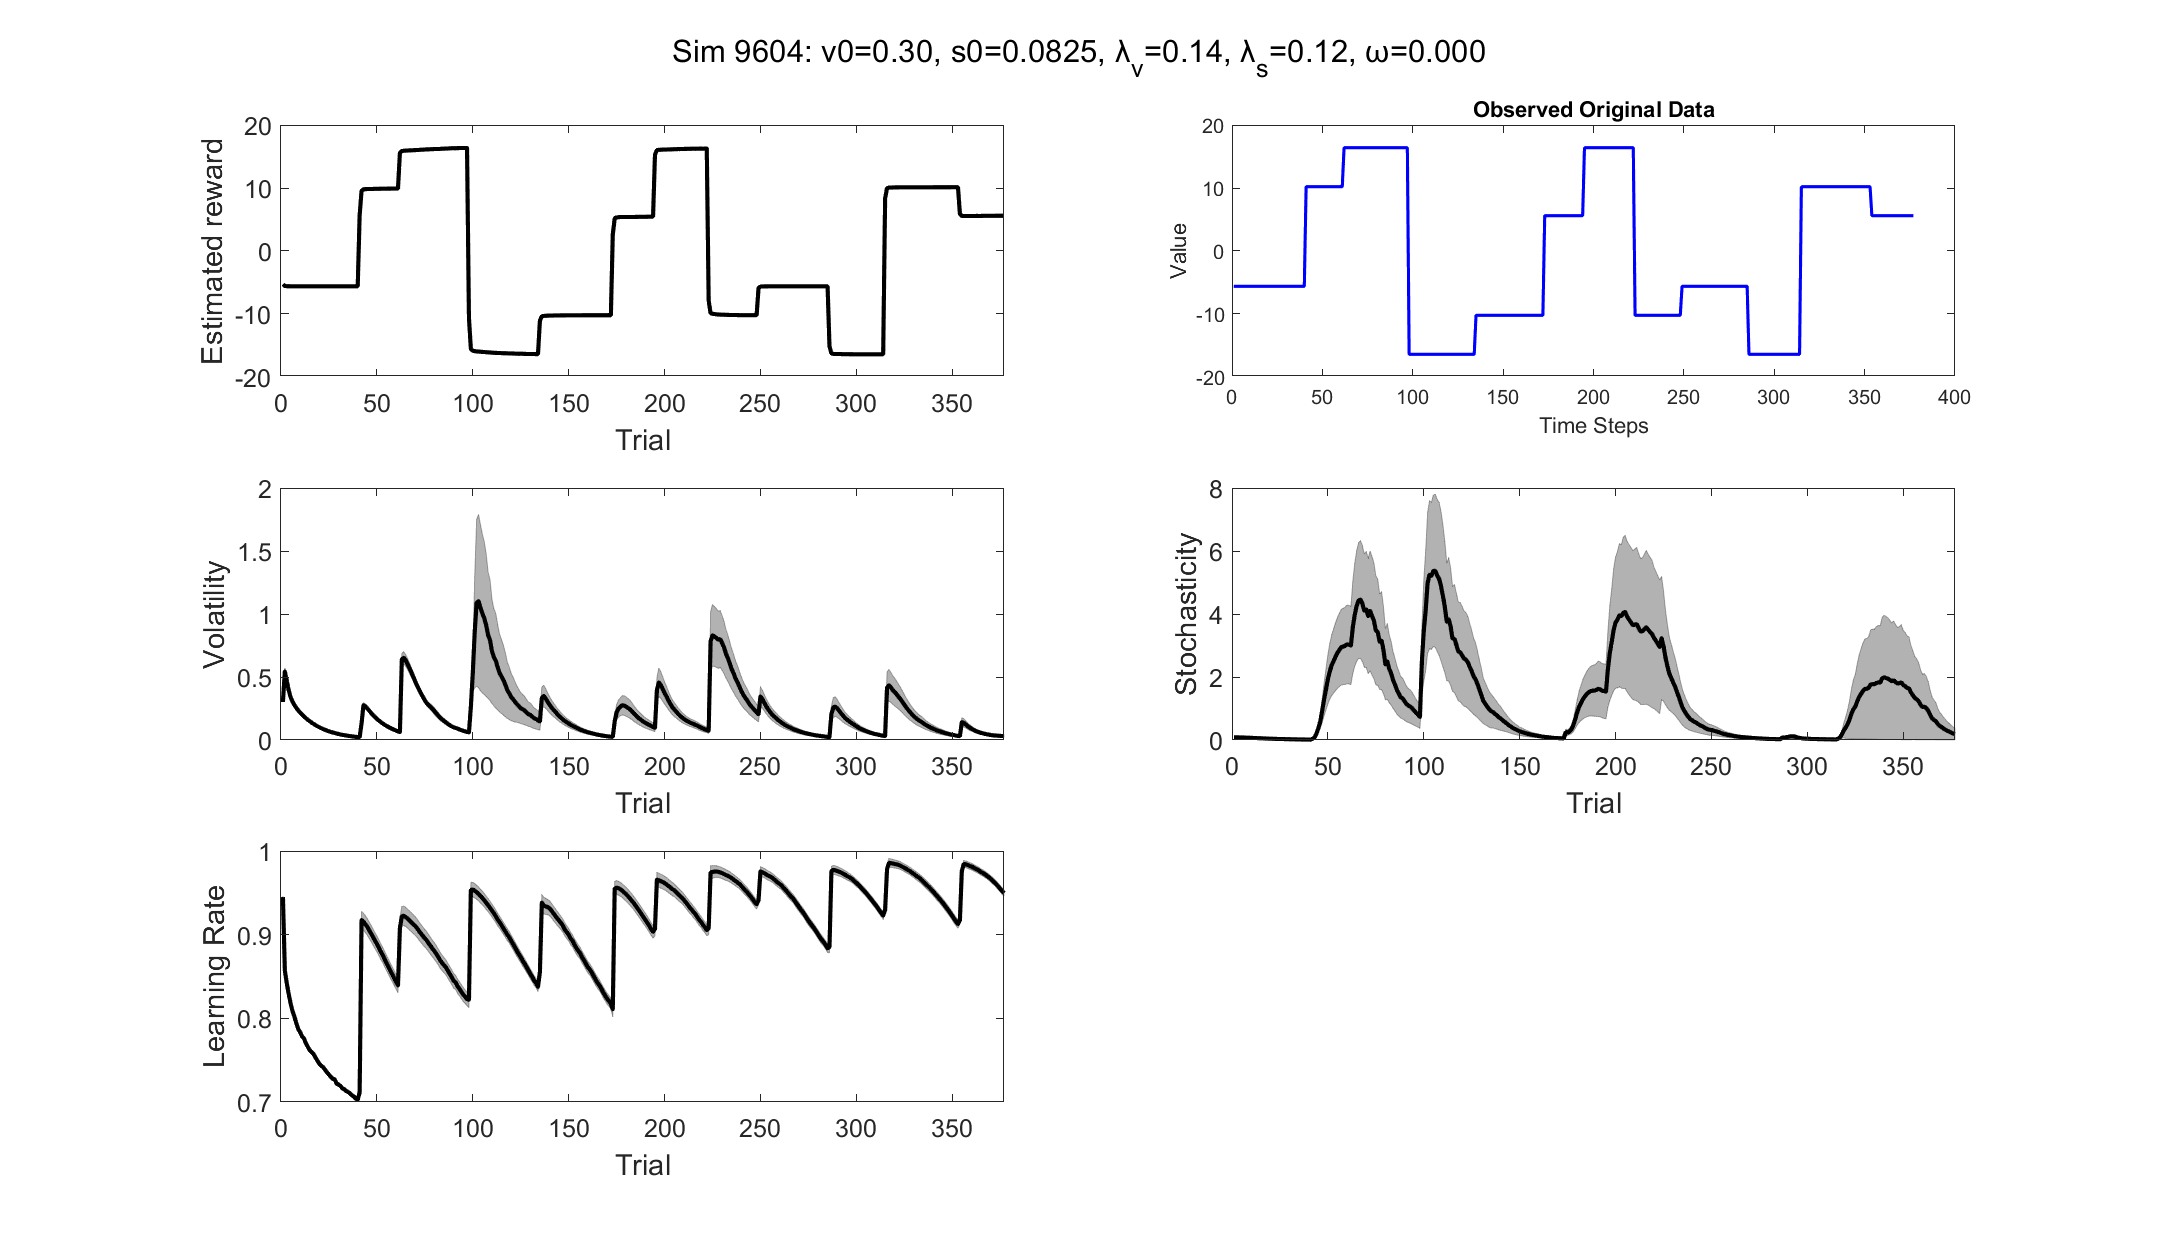 Sim 9604: v0=0.30, s0=0.0825, λ_v=0.14, λ_s=0.12, ω=0.000
Estimated reward
20
10
0
-10
-20
0 50 100 150 200 250 300 350
Trial
Observed Original Data
Value
20
10
0
-10
-20
0 50 100 150 200 250 300 350 400
Time Steps
Volatility
2
1.5
1
0.5
0
0 50 100 150 200 250 300 350
Trial
Stochasticity
8
6
4
2
0
0 50 100 150 200 250 300 350
Trial
Learning Rate
1
0.9
0.8
0.7
0 50 100 150 200 250 300 350
Trial